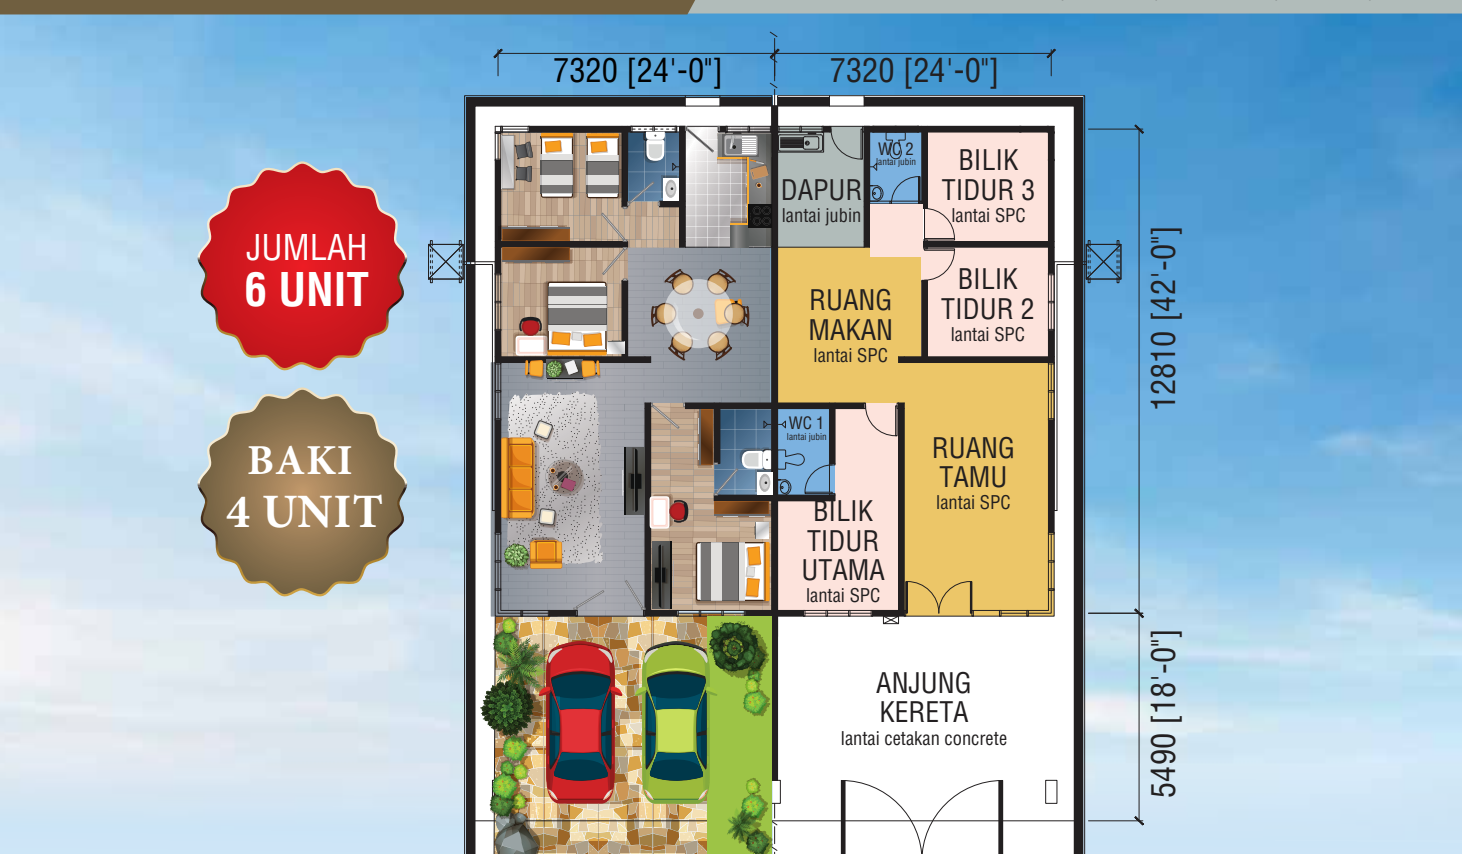 7320 [24'-0"]
7320 [24'-0"]
JUMLAH
6 UNIT
BAKI
4 UNIT
DAPUR
lantai jubin
WC 2
lantai jubin
BILIK
TIDUR 3
lantai SPC
BILIK
TIDUR 2
lantai SPC
RUANG
MAKAN
lantai SPC
WC 1
lantai jubin
RUANG
TAMU
lantai SPC
BILIK
TIDUR
UTAMA
lantai SPC
ANJUNG
KERETA
lantai cetakan concrete
12810 [42'-0"]
5490 [18'-0"]